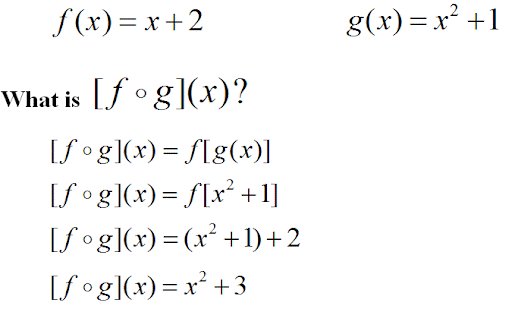 f(x) = x + 2 g(x) = x² + 1
What is [f ∘ g](x)?
[f ∘ g](x) = f[g(x)]
[f ∘ g](x) = f[x² + 1]
[f ∘ g](x) = (x² + 1) + 2
[f ∘ g](x) = x² + 3